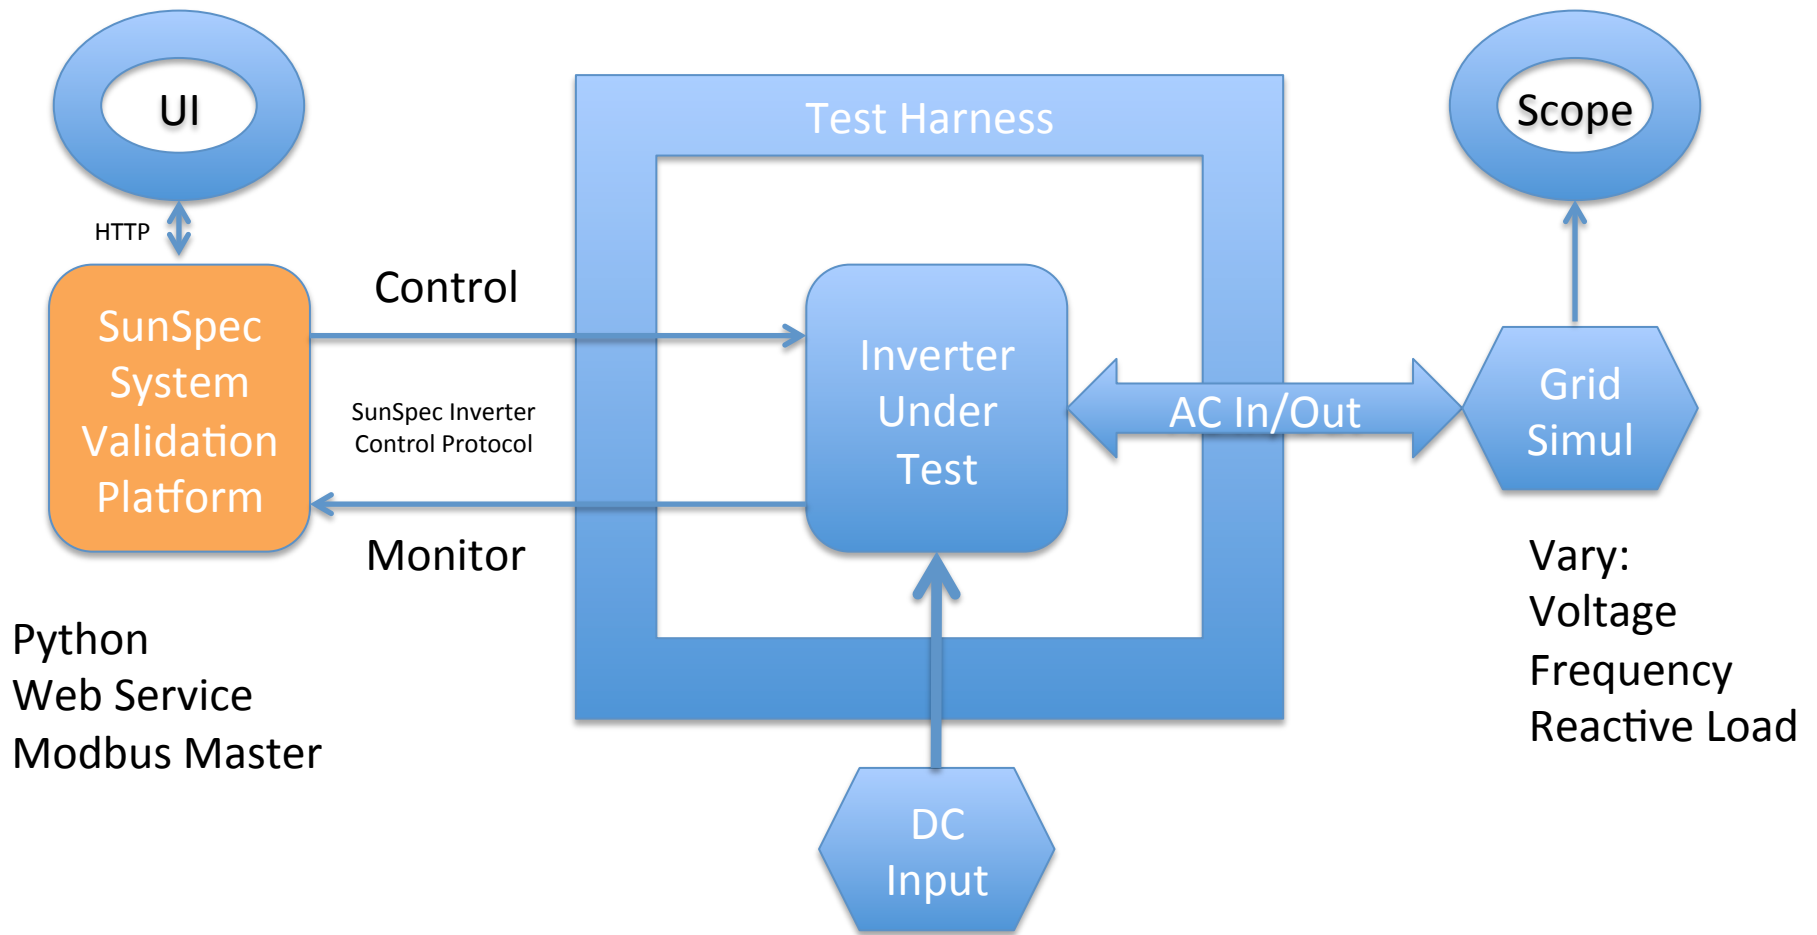 UI
Test Harness
Scope
HTTP
Control
SunSpec
System
Validation
Platform
SunSpec Inverter
Control Protocol
Monitor
Inverter
Under
Test
AC In/Out
Grid
Simul
Python
Web Service
Modbus Master
Vary:
Voltage
Frequency
Reactive Load
DC
Input